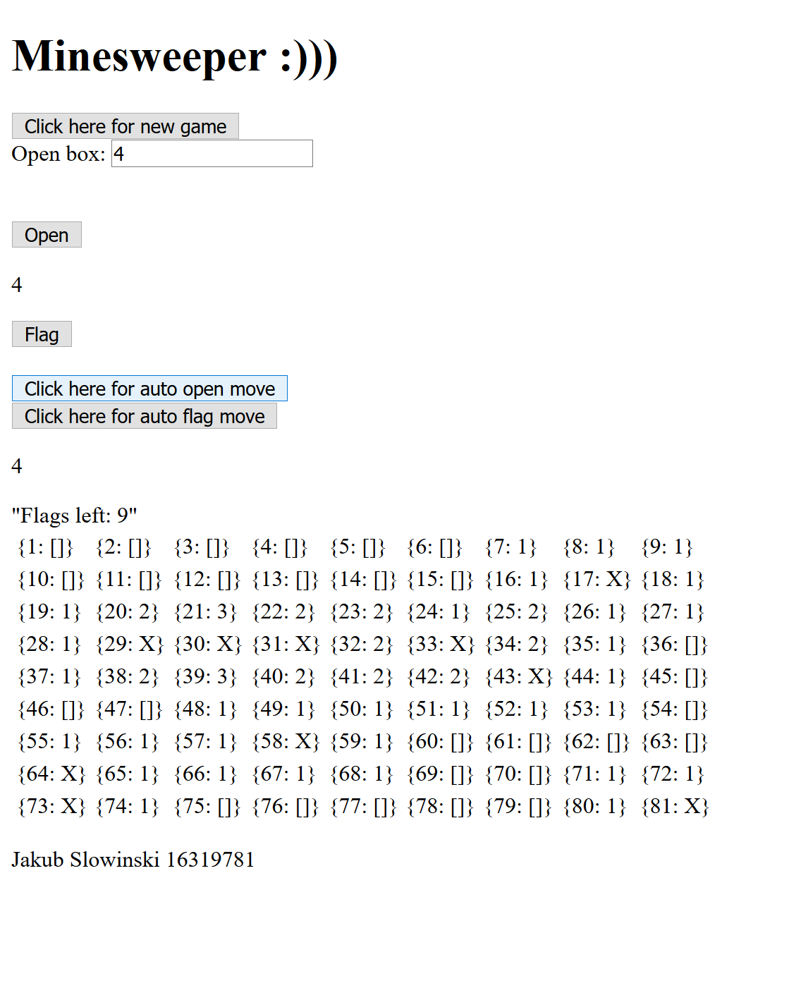 Minesweeper :)))
Click here for new game
Open box: 4
Open
4
Flag
Click here for auto open move
Click here for auto flag move
4
"Flags left: 9"
{1: []} {2: []} {3: []} {4: []} {5: []} {6: []} {7: 1} {8: 1} {9: 1}
{10: []} {11: []} {12: []} {13: []} {14: []} {15: []} {16: 1} {17: X} {18: 1}
{19: 1} {20: 2} {21: 3} {22: 2} {23: 2} {24: 1} {25: 2} {26: 1} {27: 1}
{28: 1} {29: X} {30: X} {31: X} {32: 2} {33: X} {34: 2} {35: 1} {36: []}
{37: 1} {38: 2} {39: 3} {40: 2} {41: 2} {42: 2} {43: X} {44: 1} {45: []}
{46: []} {47: []} {48: 1} {49: 1} {50: 1} {51: 1} {52: 1} {53: 1} {54: []}
{55: 1} {56: 1} {57: 1} {58: X} {59: 1} {60: []} {61: []} {62: []} {63: []}
{64: X} {65: 1} {66: 1} {67: 1} {68: 1} {69: []} {70: []} {71: 1} {72: 1}
{73: X} {74: 1} {75: []} {76: []} {77: []} {78: []} {79: []} {80: 1} {81: X}
Jakub Slowinski 16319781